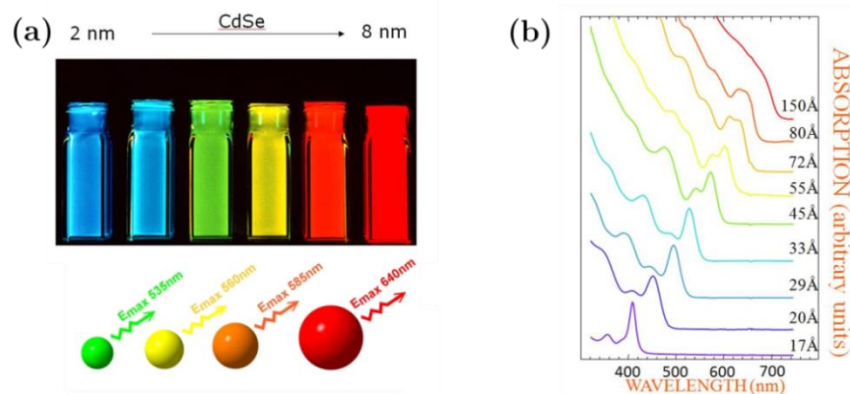 (a)
CdSe
2 nm 8 nm
Emax 535nm
Emax 560nm
Emax 585nm
Emax 640nm
(b)
150Å
80Å
72Å
55Å
45Å
33Å
29Å
20Å
17Å
400 500 600 700
WAVELENGTH (nm)
ABSORPTION (arbitrary units)